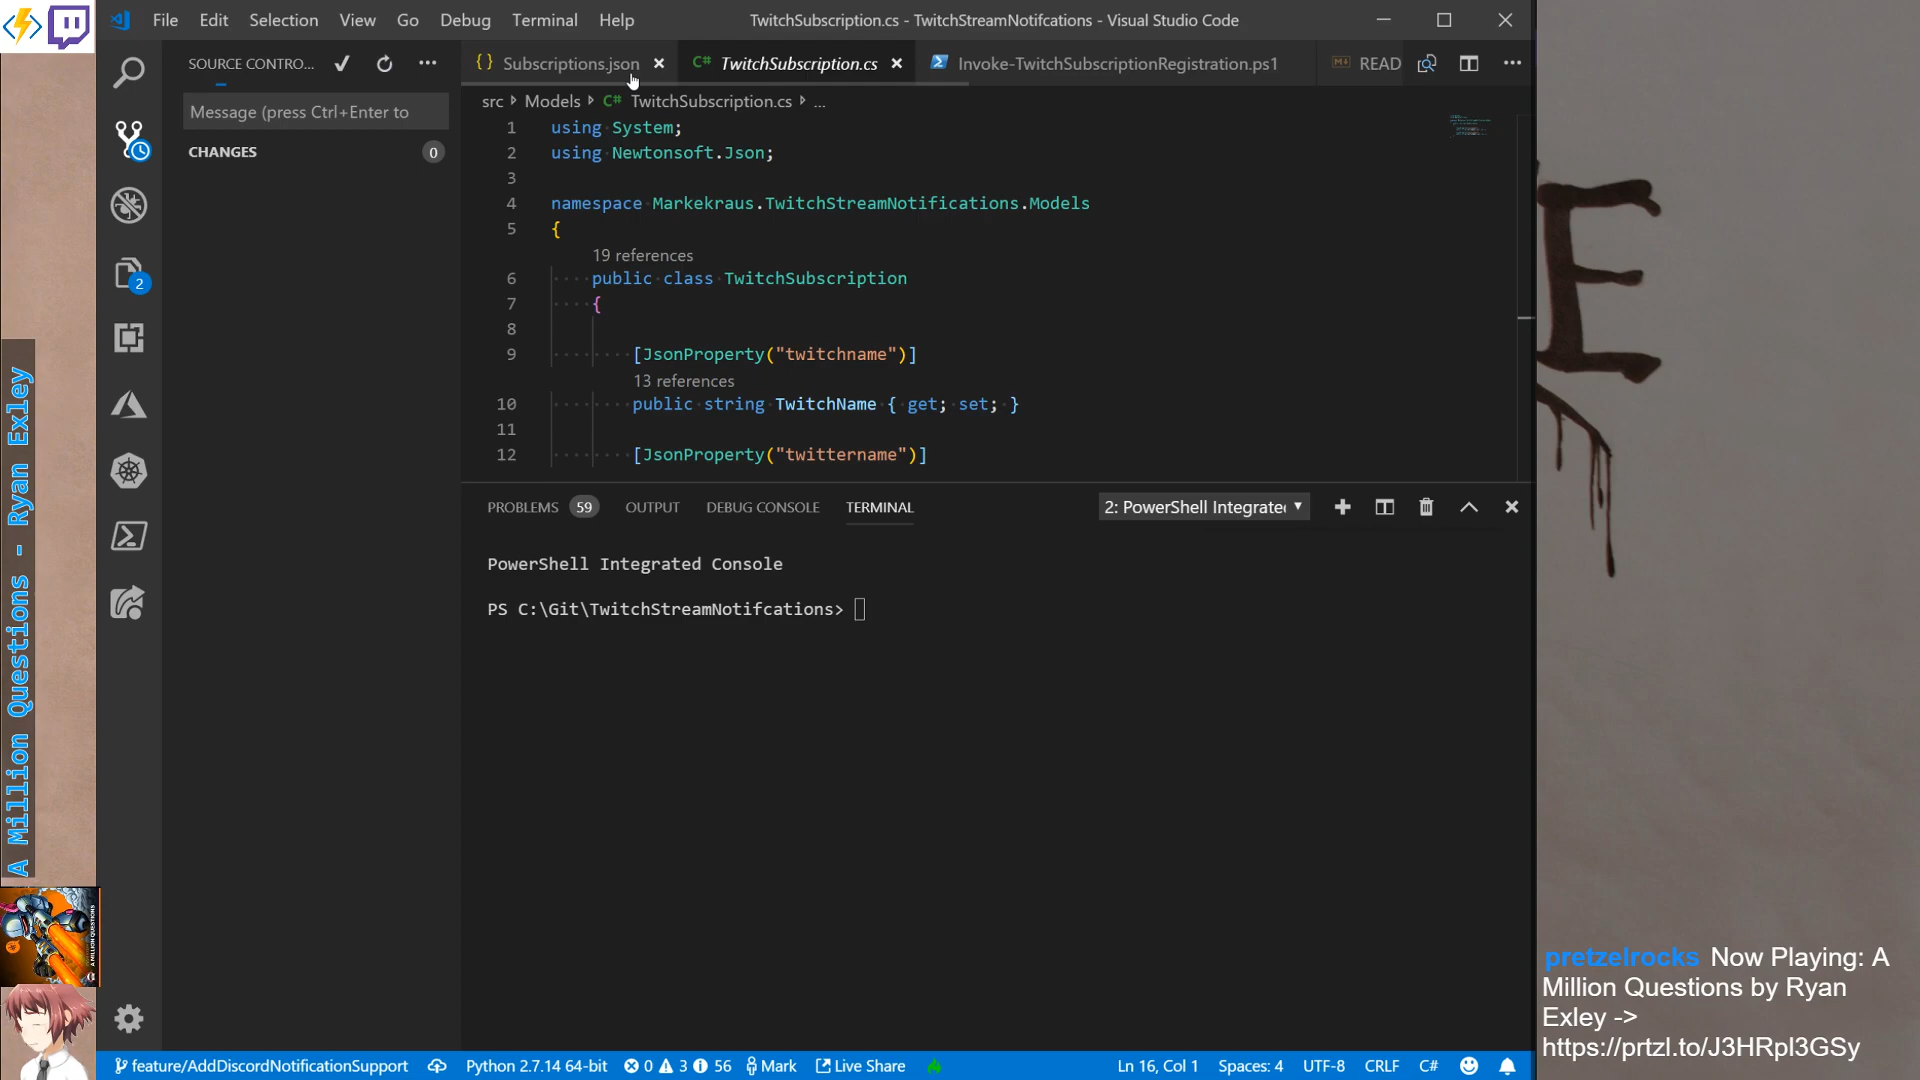 File Edit Selection View Go Debug Terminal Help
TwitchSubscription.cs - TwitchStreamNotifcations - Visual Studio Code
SOURCE CONTRO...
Subscriptions.json
C# TwitchSubscription.cs
Invoke-TwitchSubscriptionRegistration.ps1
READ
Message (press Ctrl+Enter to
CHANGES 0
2
src Models C# TwitchSubscription.cs ...
1 using System;
2 using Newtonsoft.Json;
3
4 namespace Markekraus.TwitchStreamNotifications.Models
5 {
19 references
6 public class TwitchSubscription
7 {
8
9 [JsonProperty("twitchname")]
13 references
10 public string TwitchName { get; set; }
11
12 [JsonProperty("twittername")]
PROBLEMS 59 OUTPUT DEBUG CONSOLE TERMINAL
2: PowerShell Integrate
PowerShell Integrated Console
PS C:\Git\TwitchStreamNotifcations>
feature/AddDiscordNotificationSupport Python 2.7.14 64-bit 0 3 56 Mark Live Share Ln 16, Col 1 Spaces: 4 UTF-8 CRLF C#
A Million Questions - Ryan Exley
E
pretzelrocks Now Playing: A
Million Questions by Ryan
Exley ->
https://prtzl.to/J3HRpl3GSy